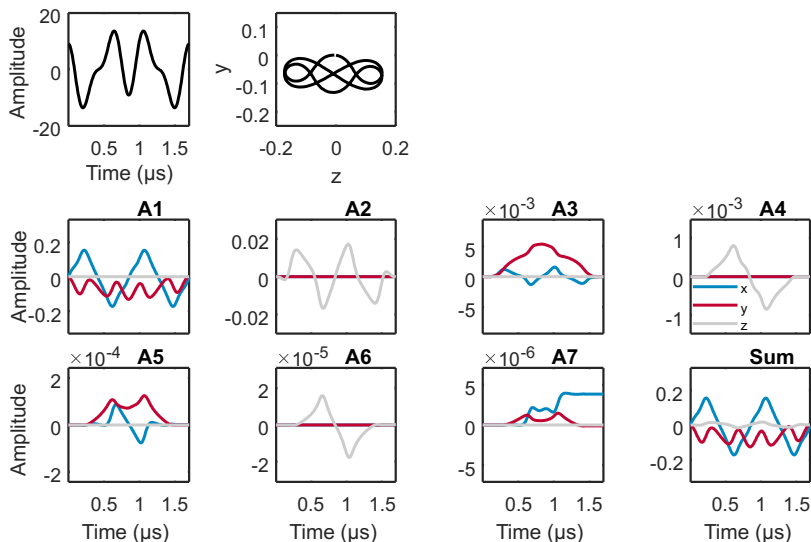 20
0
-20
Amplitude
0.5 1 1.5
Time (µs)
0
-0.1
-0.2
y
-0.2 0 0.2
z
A1
0.2
0
-0.2
Amplitude
A2
0.02
0
-0.02
×10⁻³ A3
5
0
-5
×10⁻³ A4
1
0
-1
x
y
z
×10⁻⁴ A5
2
0
-2
Amplitude
0.5 1 1.5
Time (µs)
×10⁻⁵ A6
2
0
-2
0.5 1 1.5
Time (µs)
×10⁻⁶ A7
5
0
-5
0.5 1 1.5
Time (µs)
Sum
0.2
0
-0.2
0.5 1 1.5
Time (µs)